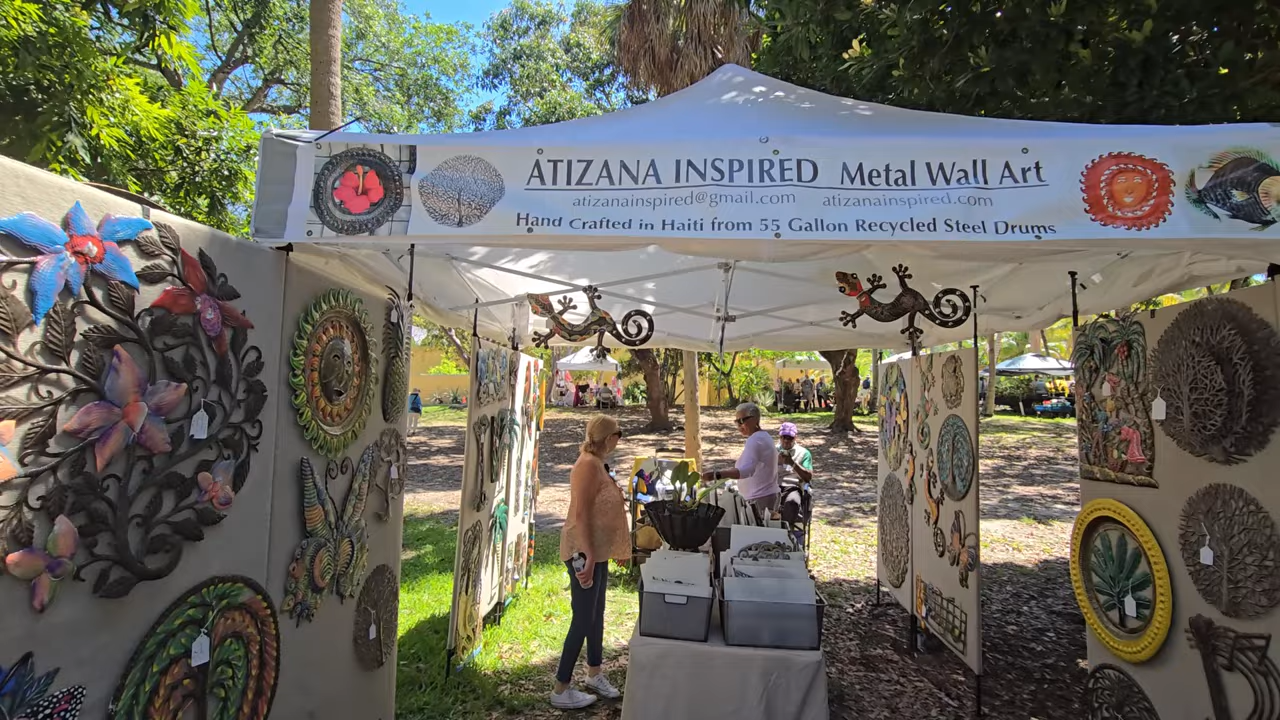 ATIZANA INSPIRED Metal Wall Art
atizanainspired@gmail.com atizanainspired.com
Hand Crafted in Haiti from 55 Gallon Recycled Steel Drums